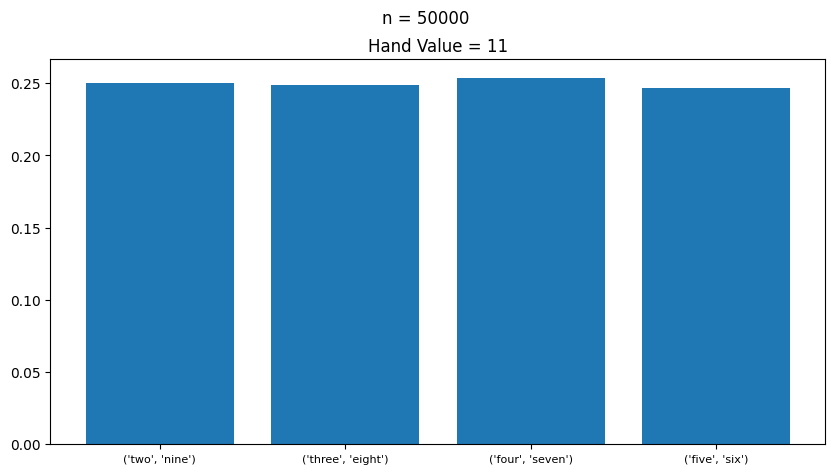 n = 50000
Hand Value = 11
0.25
0.20
0.15
0.10
0.05
0.00
('two', 'nine') ('three', 'eight') ('four', 'seven') ('five', 'six')